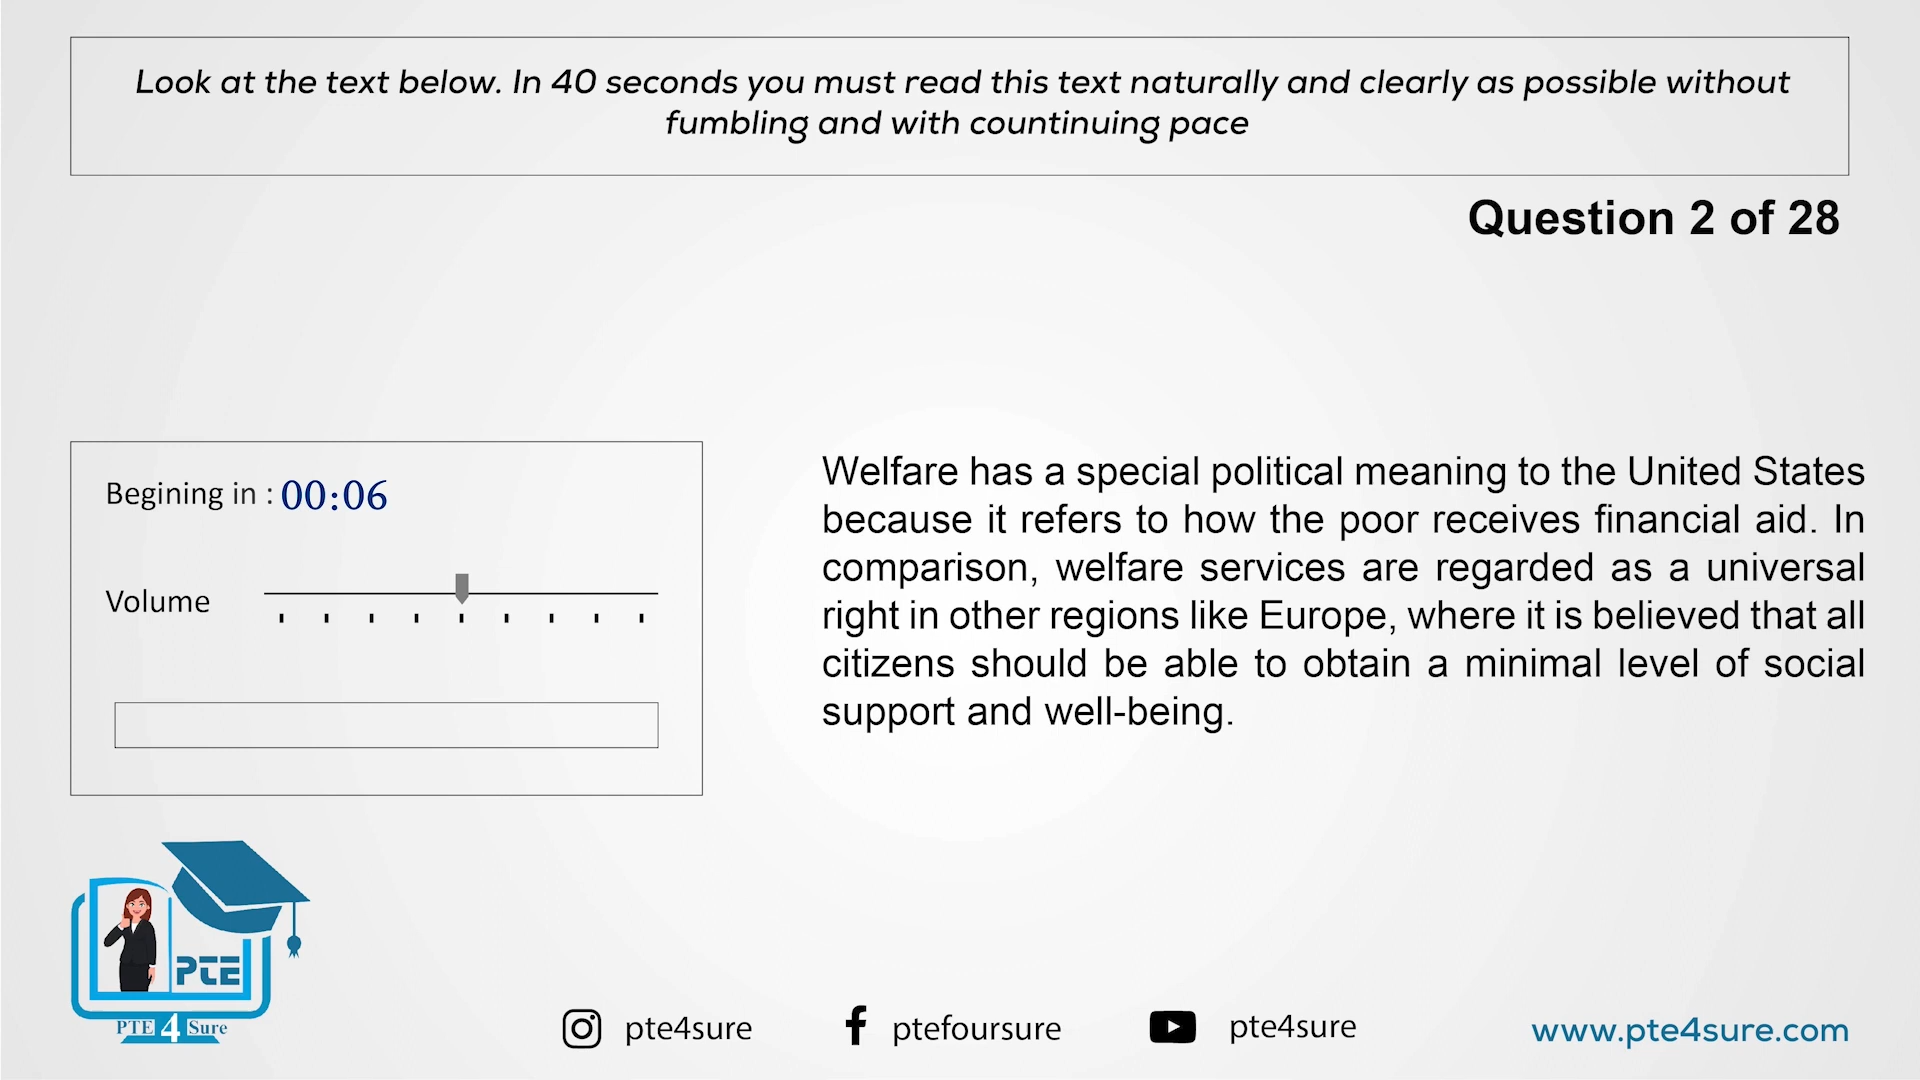 Look at the text below. In 40 seconds you must read this text naturally and clearly as possible without
fumbling and with countinuing pace
Question 2 of 28
Begining in : 00:06
Volume
Welfare has a special political meaning to the United States
because it refers to how the poor receives financial aid. In
comparison, welfare services are regarded as a universal
right in other regions like Europe, where it is believed that all
citizens should be able to obtain a minimal level of social
support and well-being.
PTE
PTE 4 Sure
pte4sure
ptefoursure
pte4sure
www.pte4sure.com